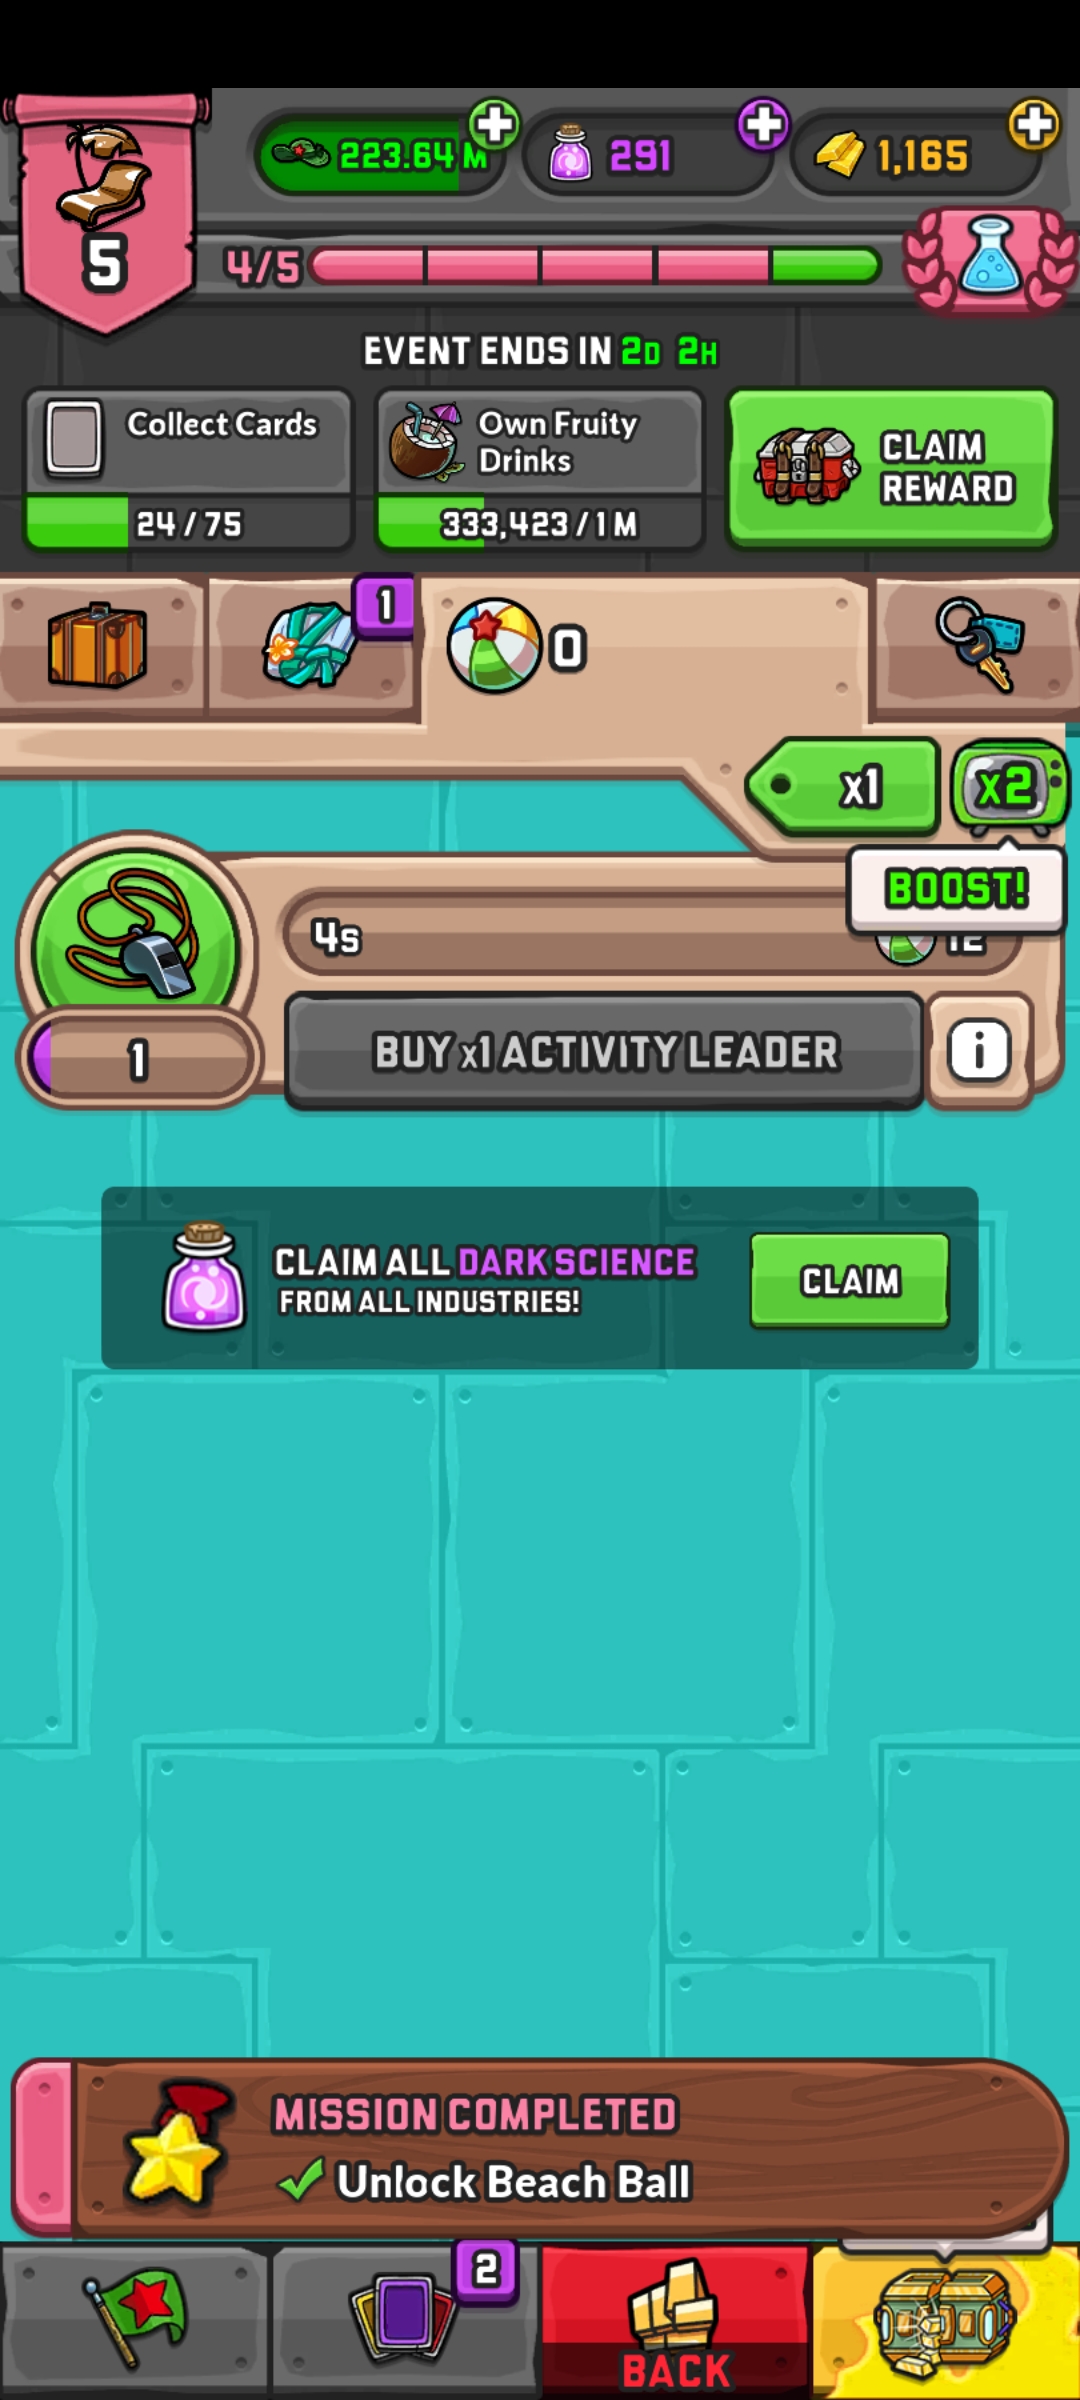 223.64 M
291
1,165
5
4/5
EVENT ENDS IN 2D 2H
Collect Cards
24 / 75
Own Fruity
Drinks
333,423 / 1 M
CLAIM
REWARD
1
0
x1
x2
BOOST!
4s
12
1
BUY x1 ACTIVITY LEADER
i
CLAIM ALL DARK SCIENCE
FROM ALL INDUSTRIES!
CLAIM
MISSION COMPLETED
Unlock Beach Ball
2
BACK